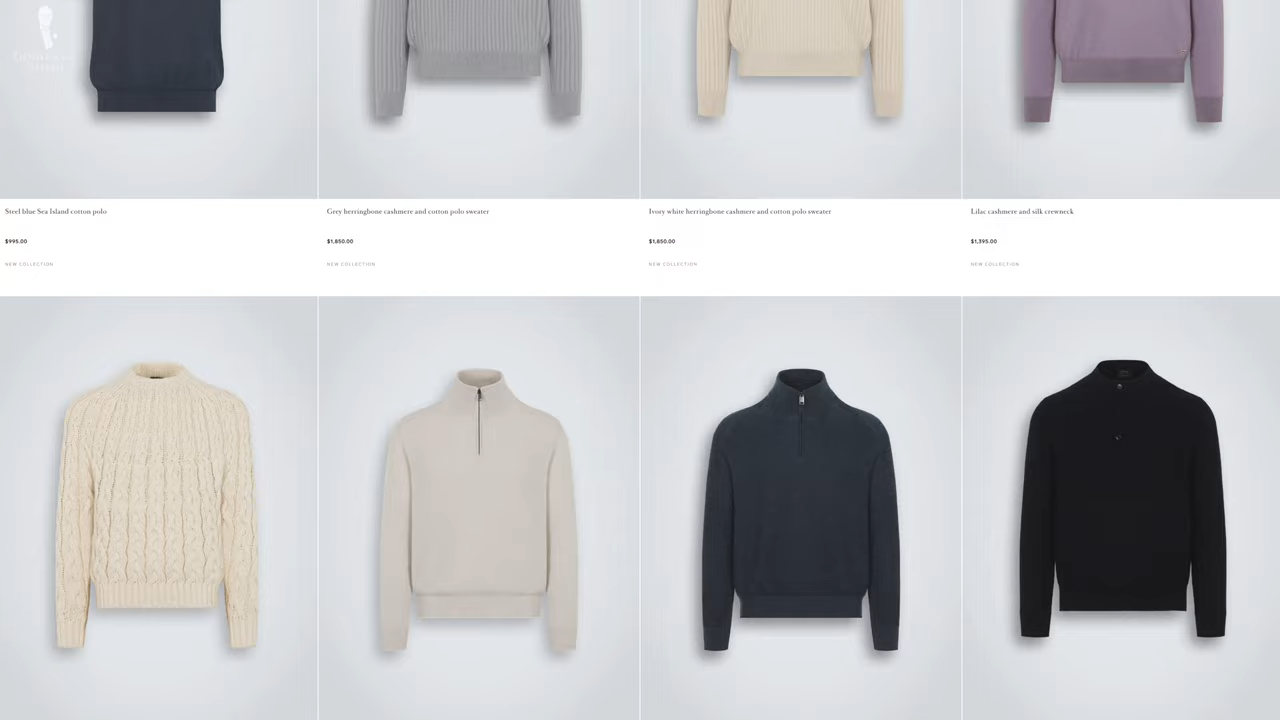 Steel blue Sea Island cotton polo
$995.00
NEW COLLECTION
Grey herringbone cashmere and cotton polo sweater
$1,850.00
NEW COLLECTION
Ivory white herringbone cashmere and cotton polo sweater
$1,850.00
NEW COLLECTION
Lilac cashmere and silk crewneck
$1,395.00
NEW COLLECTION